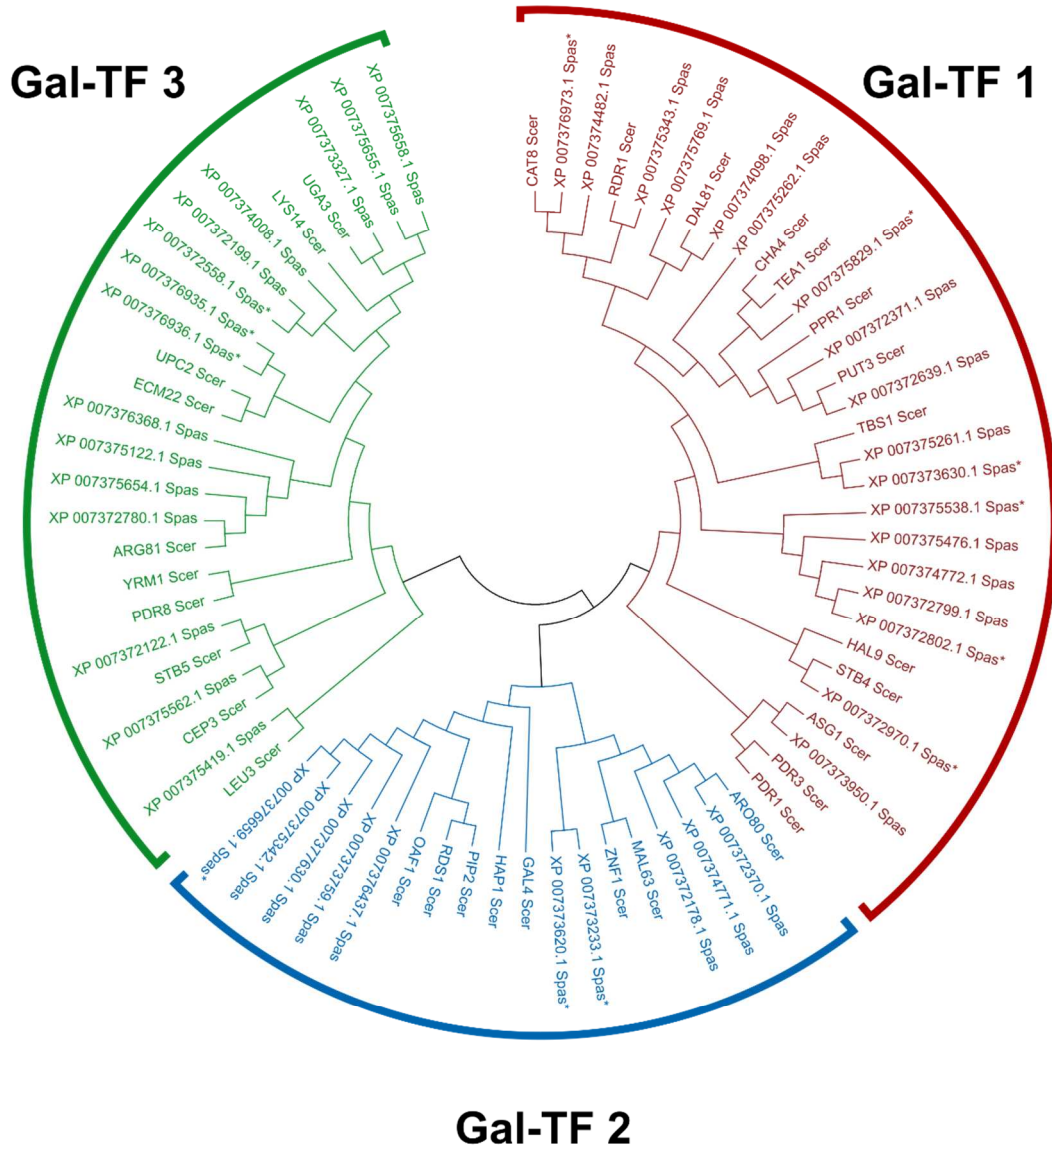 Gal-TF 3
Gal-TF 1
CAT8 Scer
XP 007376973.1 Spas*
XP 007374482.1 Spas
RDR1 Scer
XP 007375343.1 Spas
XP 007375769.1 Spas
DAL81 Scer
XP 007374098.1 Spas
XP 007375262.1 Spas
CHA4 Scer
TEA1 Scer
XP 007375829.1 Spas*
PPR1 Scer
XP 007372371.1 Spas
PUT3 Scer
XP 007372639.1 Spas
TBS1 Scer
XP 007375261.1 Spas
XP 007373630.1 Spas*
XP 007375538.1 Spas*
XP 007375476.1 Spas
XP 007374772.1 Spas
XP 007372799.1 Spas
XP 007372802.1 Spas*
HAL9 Scer
STB4 Scer
XP 007372970.1 Spas*
ASG1 Scer
XP 007373950.1 Spas
PDR3 Scer
PDR1 Scer
ARO80 Scer
XP 007372370.1 Spas
XP 007374771.1 Spas
XP 007372178.1 Spas
MAL63 Scer
ZNF1 Scer
XP 007373233.1 Spas*
XP 007373620.1 Spas*
GAL4 Scer
HAP1 Scer
PIP2 Scer
RDS1 Scer
OAF1 Scer
XP 007376437.1 Spas
XP 007373759.1 Spas
XP 007377630.1 Spas
XP 007375342.1 Spas
XP 007376659.1 Spas*
LEU3 Scer
XP 007375419.1 Spas
CEP3 Scer
XP 007375562.1 Spas
STB5 Scer
XP 007372122.1 Spas
PDR8 Scer
YRM1 Scer
ARG81 Scer
XP 007372780.1 Spas
XP 007375654.1 Spas
XP 007375122.1 Spas
XP 007376368.1 Spas
ECM22 Scer
UPC2 Scer
XP 007376936.1 Spas*
XP 007376935.1 Spas*
XP 007372558.1 Spas*
XP 007372199.1 Spas
XP 007374008.1 Spas
LYS14 Scer
UGA3 Scer
XP 007373327.1 Spas
XP 007375655.1 Spas
XP 007375658.1 Spas
Gal-TF 2